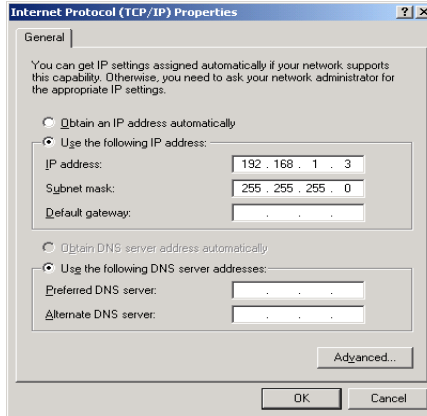 Internet Protocol (TCP/IP) Properties
? X
General
You can get IP settings assigned automatically if your network supports
this capability. Otherwise, you need to ask your network administrator for
the appropriate IP settings.
Obtain an IP address automatically
Use the following IP address:
IP address: 192 . 168 . 1 . 3
Subnet mask: 255 . 255 . 255 . 0
Default gateway: . . .
Obtain DNS server address automatically
Use the following DNS server addresses:
Preferred DNS server: . . .
Alternate DNS server: . . .
Advanced...
OK Cancel